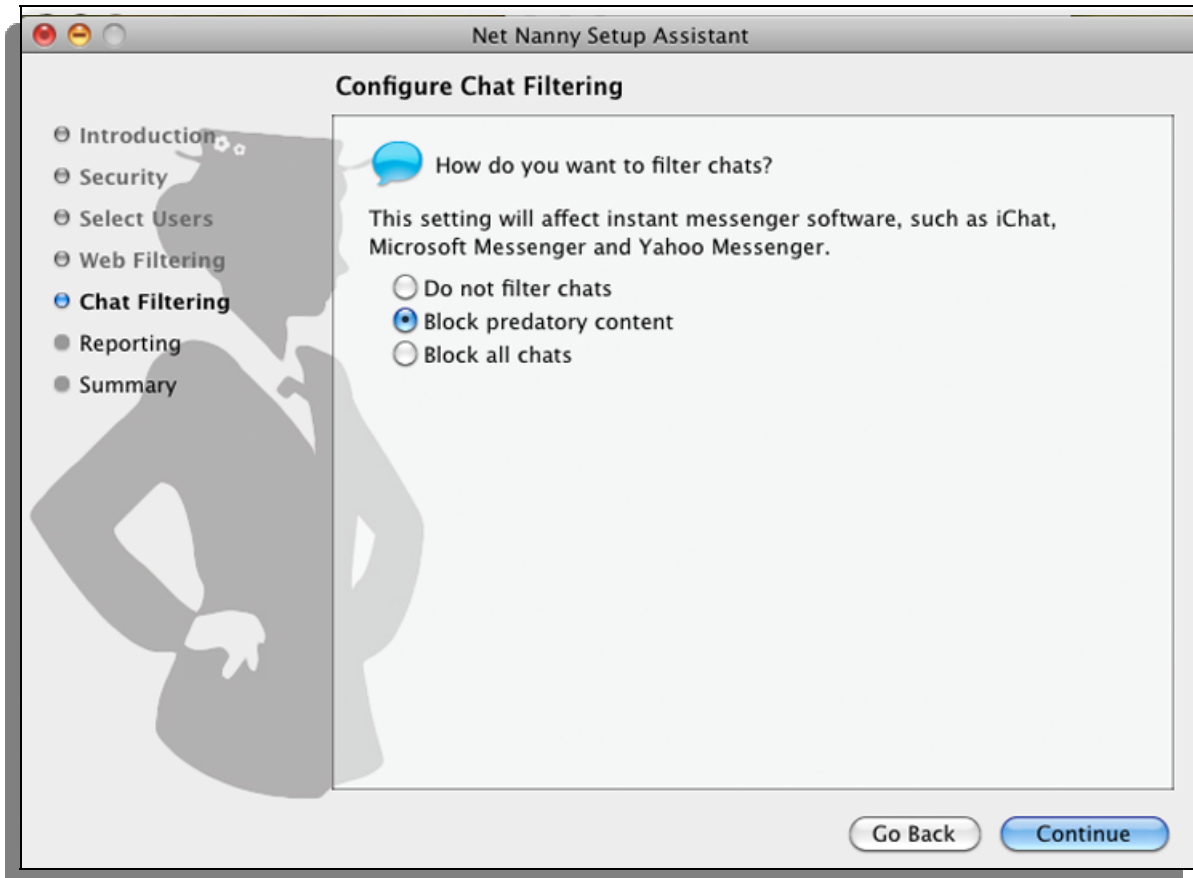 Net Nanny Setup Assistant
Configure Chat Filtering
Introduction
Security
Select Users
Web Filtering
Chat Filtering
Reporting
Summary
How do you want to filter chats?
This setting will affect instant messenger software, such as iChat,
Microsoft Messenger and Yahoo Messenger.
Do not filter chats
Block predatory content
Block all chats
Go Back
Continue